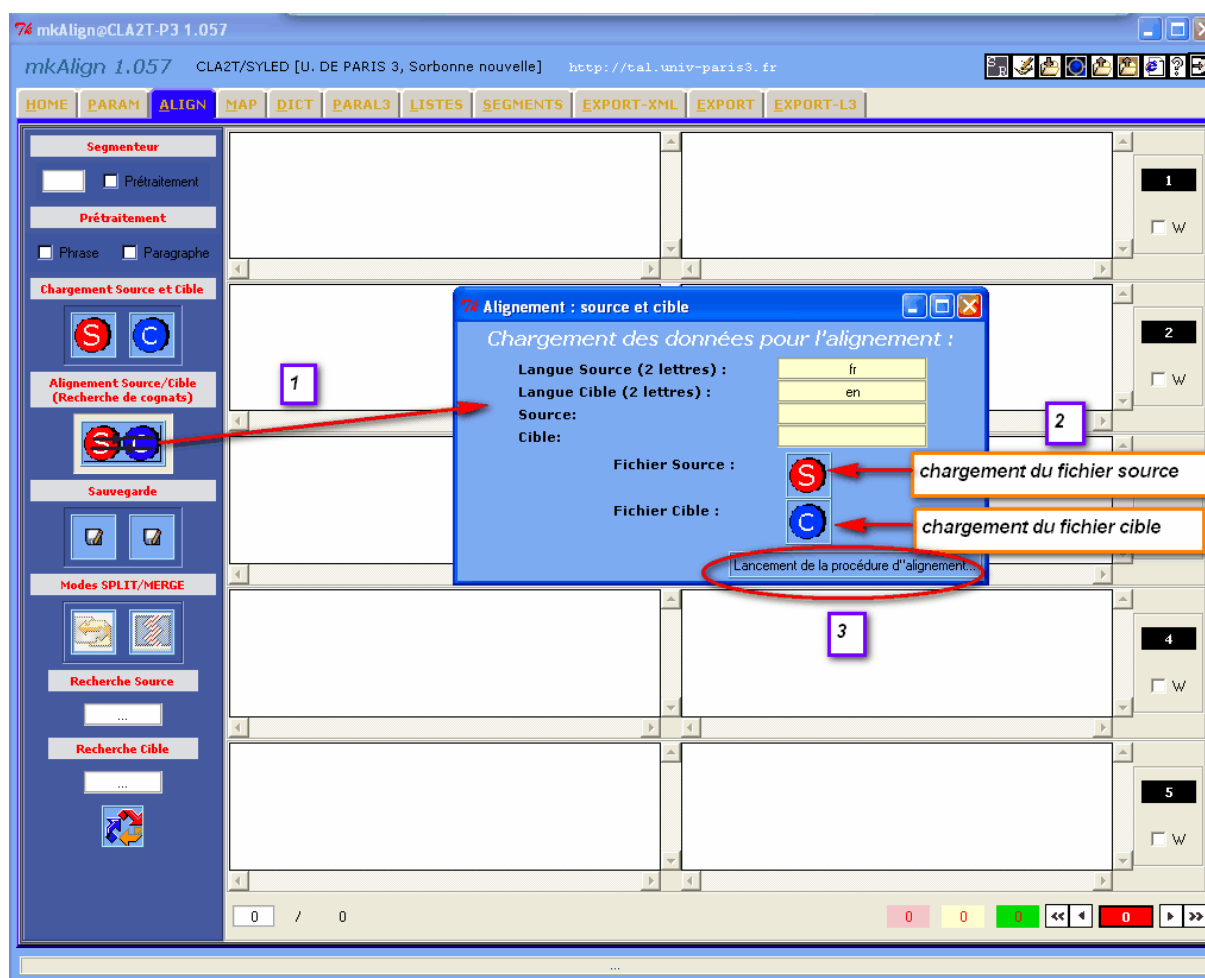 mkAlign@CLA2T-P3 1.057
mkAlign 1.057 CLA2T/SYLED [U. DE PARIS 3, Sorbonne nouvelle] http://tal.univ-paris3.fr
HOME PARAM ALIGN MAP DICT PARAL3 LISTES SEGMENTS EXPORT-XML EXPORT EXPORT-L3
Segmenteur
Prétraitement
Prétraitement
Phrase Paragraphe
Chargement Source et Cible
S C
Alignement Source/Cible
(Recherche de cognats)
S C
Sauvegarde
Modes SPLIT/MERGE
Recherche Source
...
Recherche Cible
...
1
W
2
W
4
W
5
W
1
Alignement : source et cible
Chargement des données pour l'alignement :
Langue Source (2 lettres) : fr
Langue Cible (2 lettres) : en
Source:
Cible:
Fichier Source : S
Fichier Cible : C
Lancement de la procédure d''alignement...
2
chargement du fichier source
chargement du fichier cible
3
0 / 0
0 0 0 << 0 >>
...